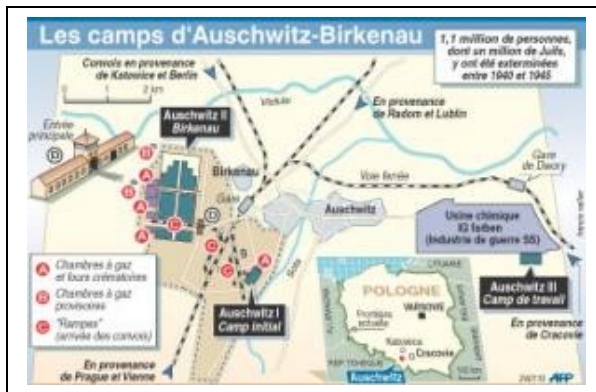 Les camps d'Auschwitz-Birkenau
1,1 million de personnes,
dont un million de Juifs,
y ont été exterminées
entre 1940 et 1945
Convois en provenance
de Katowice et Berlin
0 1 2 km
Vistule
En provenance
de Radom et Lublin
Entrée
principale
D
Auschwitz II
Birkenau
B
A
B
A
A
Birkenau
Gare
D
C
C
C
A
Voie ferrée
Gare
de Dwory
Auschwitz
Sola
Usine chimique
IG farben
(Industrie de guerre SS)
Auschwitz III
Camp de travail
Auschwitz I
Camp initial
A Chambres à gaz
et fours crématoires
B Chambres à gaz
provisoires
C "Rampes"
(arrivée des convois)
POLOGNE
VARSOVIE
Frontière
actuelle
Katowice
Cracovie
REP. TCHEQUE
Auschwitz
En provenance
de Cracovie
En provenance
de Prague et Vienne
AFP